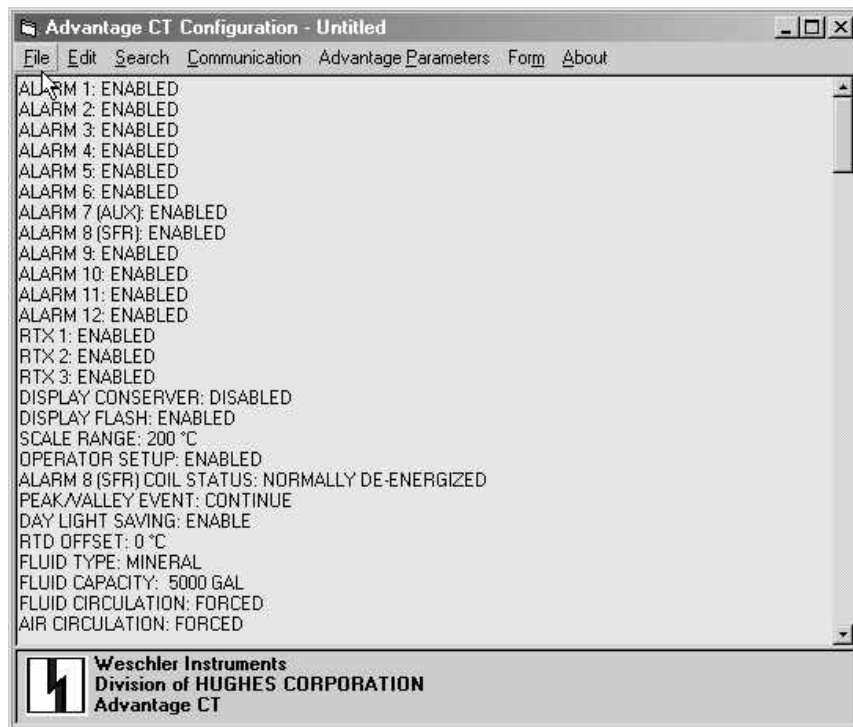 Advantage CT Configuration - Untitled
File Edit Search Communication Advantage Parameters Form About
ALARM 1: ENABLED
ALARM 2: ENABLED
ALARM 3: ENABLED
ALARM 4: ENABLED
ALARM 5: ENABLED
ALARM 6: ENABLED
ALARM 7 (AUX): ENABLED
ALARM 8 (SFR): ENABLED
ALARM 9: ENABLED
ALARM 10: ENABLED
ALARM 11: ENABLED
ALARM 12: ENABLED
RTX 1: ENABLED
RTX 2: ENABLED
RTX 3: ENABLED
DISPLAY CONSERVER: DISABLED
DISPLAY FLASH: ENABLED
SCALE RANGE: 200 °C
OPERATOR SETUP: ENABLED
ALARM 8 (SFR) COIL STATUS: NORMALLY DE-ENERGIZED
PEAK/VALLEY EVENT: CONTINUE
DAY LIGHT SAVING: ENABLE
RTD OFFSET: 0 °C
FLUID TYPE: MINERAL
FLUID CAPACITY: 5000 GAL
FLUID CIRCULATION: FORCED
AIR CIRCULATION: FORCED
Weschler Instruments
Division of HUGHES CORPORATION
Advantage CT